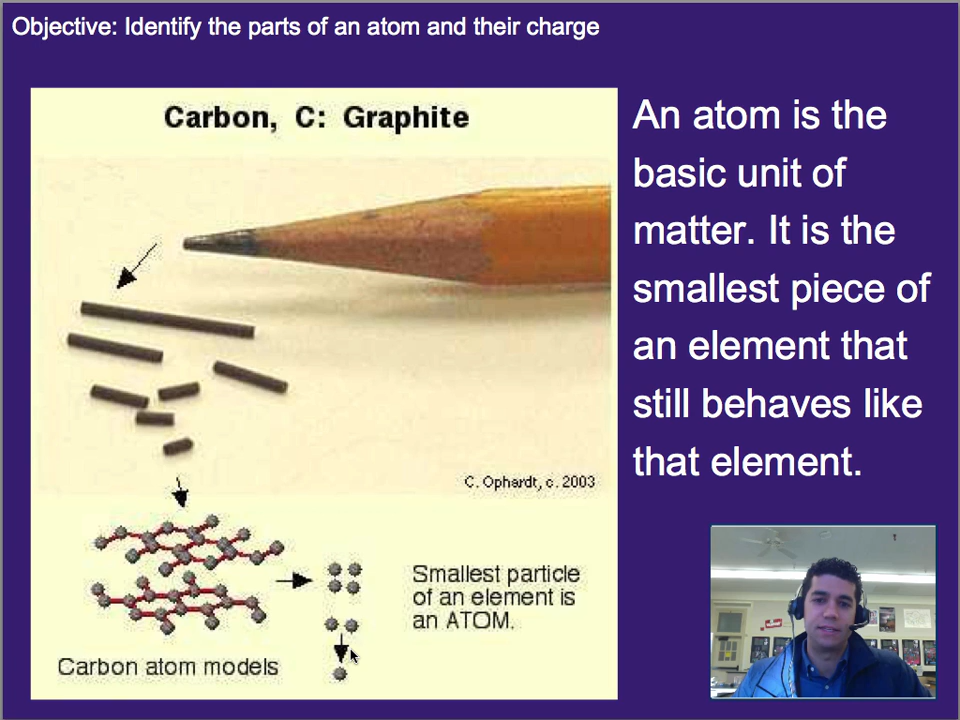 Objective: Identify the parts of an atom and their charge
Carbon, C: Graphite
An atom is the
basic unit of
matter. It is the
smallest piece of
an element that
still behaves like
that element.
C. Ophardt, c. 2003
Smallest particle
of an element is
an ATOM.
Carbon atom models